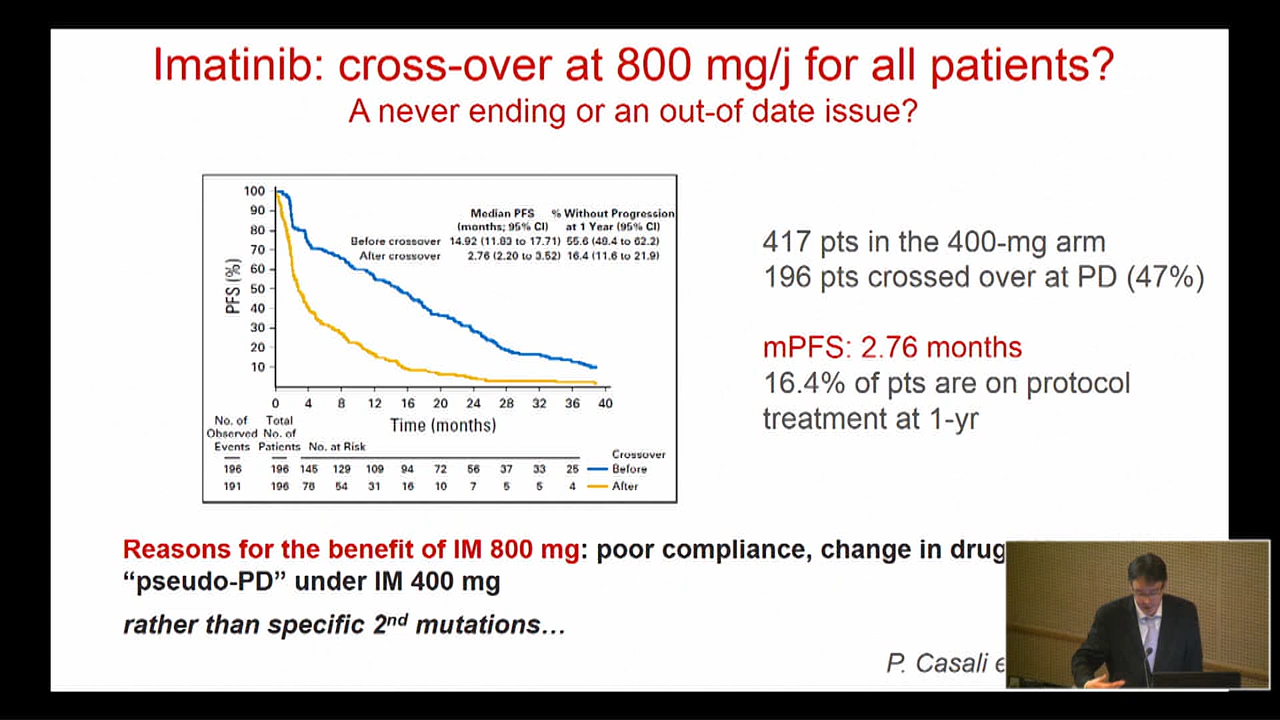 Imatinib: cross-over at 800 mg/j for all patients?
A never ending or an out-of date issue?
100
90
80
70
60
50
40
30
20
10
PFS (%)
Median PFS % Without Progression
(months; 95% CI) at 1 Year (95% CI)
Before crossover 14.92 (11.83 to 17.71) 55.6 (48.4 to 62.2)
After crossover 2.76 (2.20 to 3.52) 16.4 (11.6 to 21.9)
0 4 8 12 16 20 24 28 32 36 40
Time (months)
No. of Total
Observed No. of
Events Patients No. at Risk
Crossover
196 196 145 129 109 94 72 56 37 33 25 Before
191 196 78 54 31 16 10 7 5 5 4 After
417 pts in the 400-mg arm
196 pts crossed over at PD (47%)
mPFS: 2.76 months
16.4% of pts are on protocol
treatment at 1-yr
Reasons for the benefit of IM 800 mg: poor compliance, change in drug
“pseudo-PD” under IM 400 mg
rather than specific 2nd mutations…
P. Casali